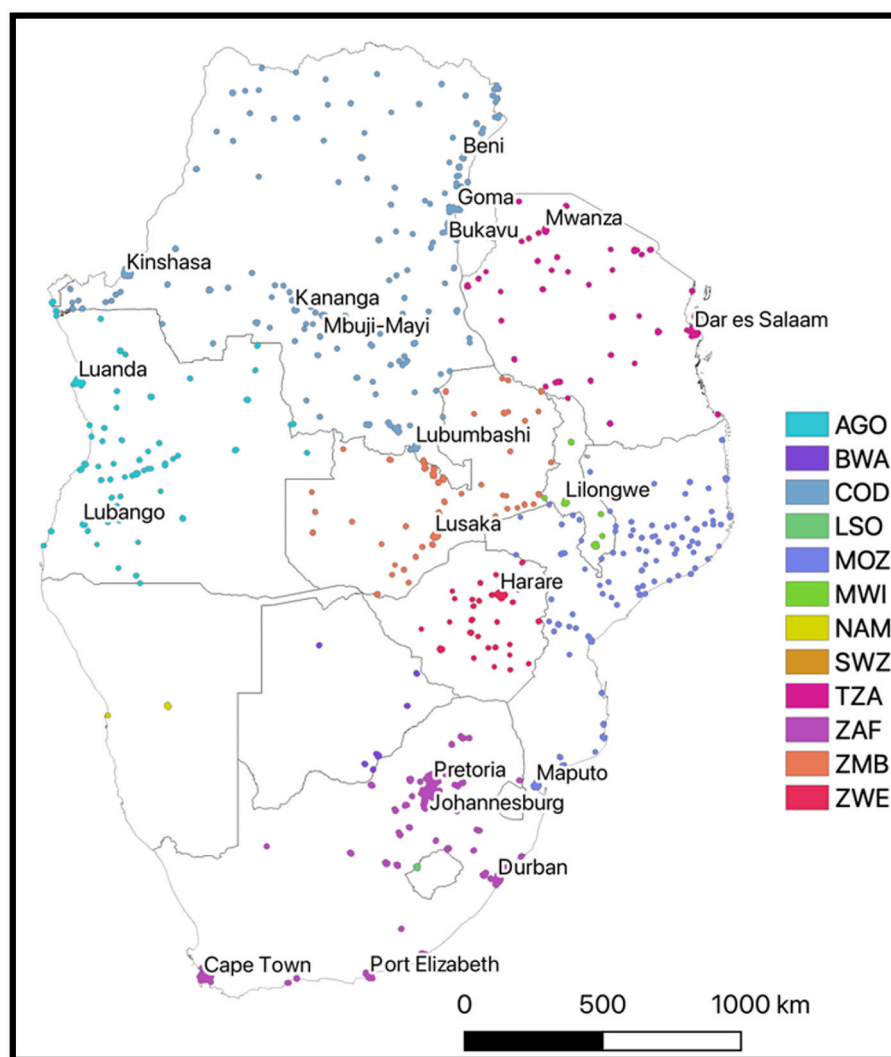 Beni
Goma
Mwanza
Bukavu
Kinshasa
Kananga
Mbuji-Mayi
Dar es Salaam
Luanda
Lubumbashi
Lilongwe
Lubango
Lusaka
Harare
Pretoria
Maputo
Johannesburg
Durban
Cape Town
Port Elizabeth
AGO
BWA
COD
LSO
MOZ
MWI
NAM
SWZ
TZA
ZAF
ZMB
ZWE
0 500 1000 km